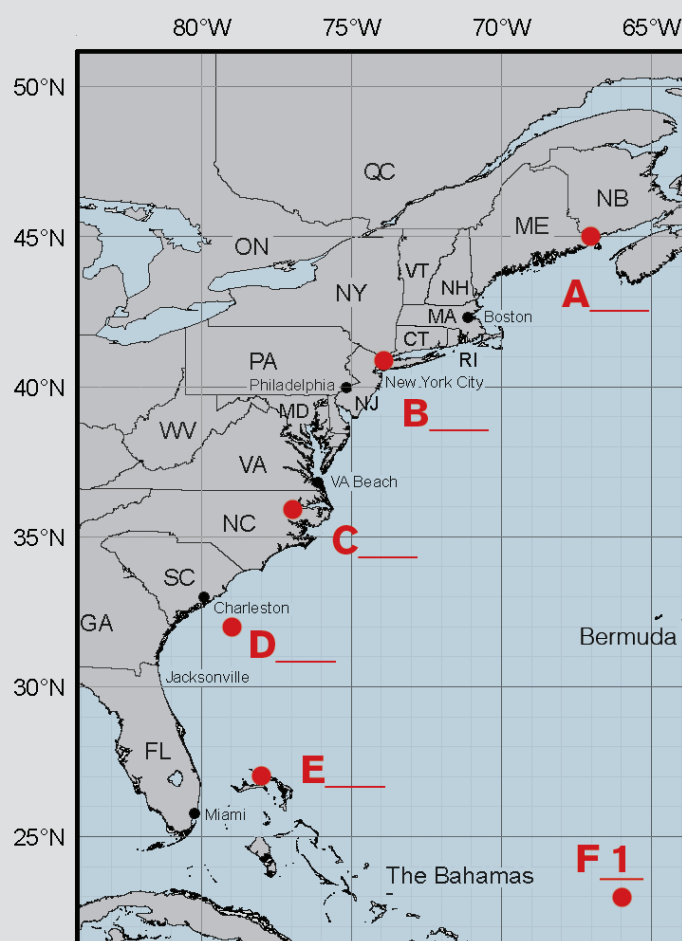 80°W 75°W 70°W 65°W
50°N
QC
NB
ME
45°N
ON
VT
NH
NY
A____
MA Boston
CT
RI
PA
Philadelphia New York City
40°N
NJ
MD
B____
WV
VA
VA Beach
NC
C____
35°N
SC
Charleston
GA
D____
Bermuda
Jacksonville
30°N
FL
E____
Miami
25°N
F 1
The Bahamas